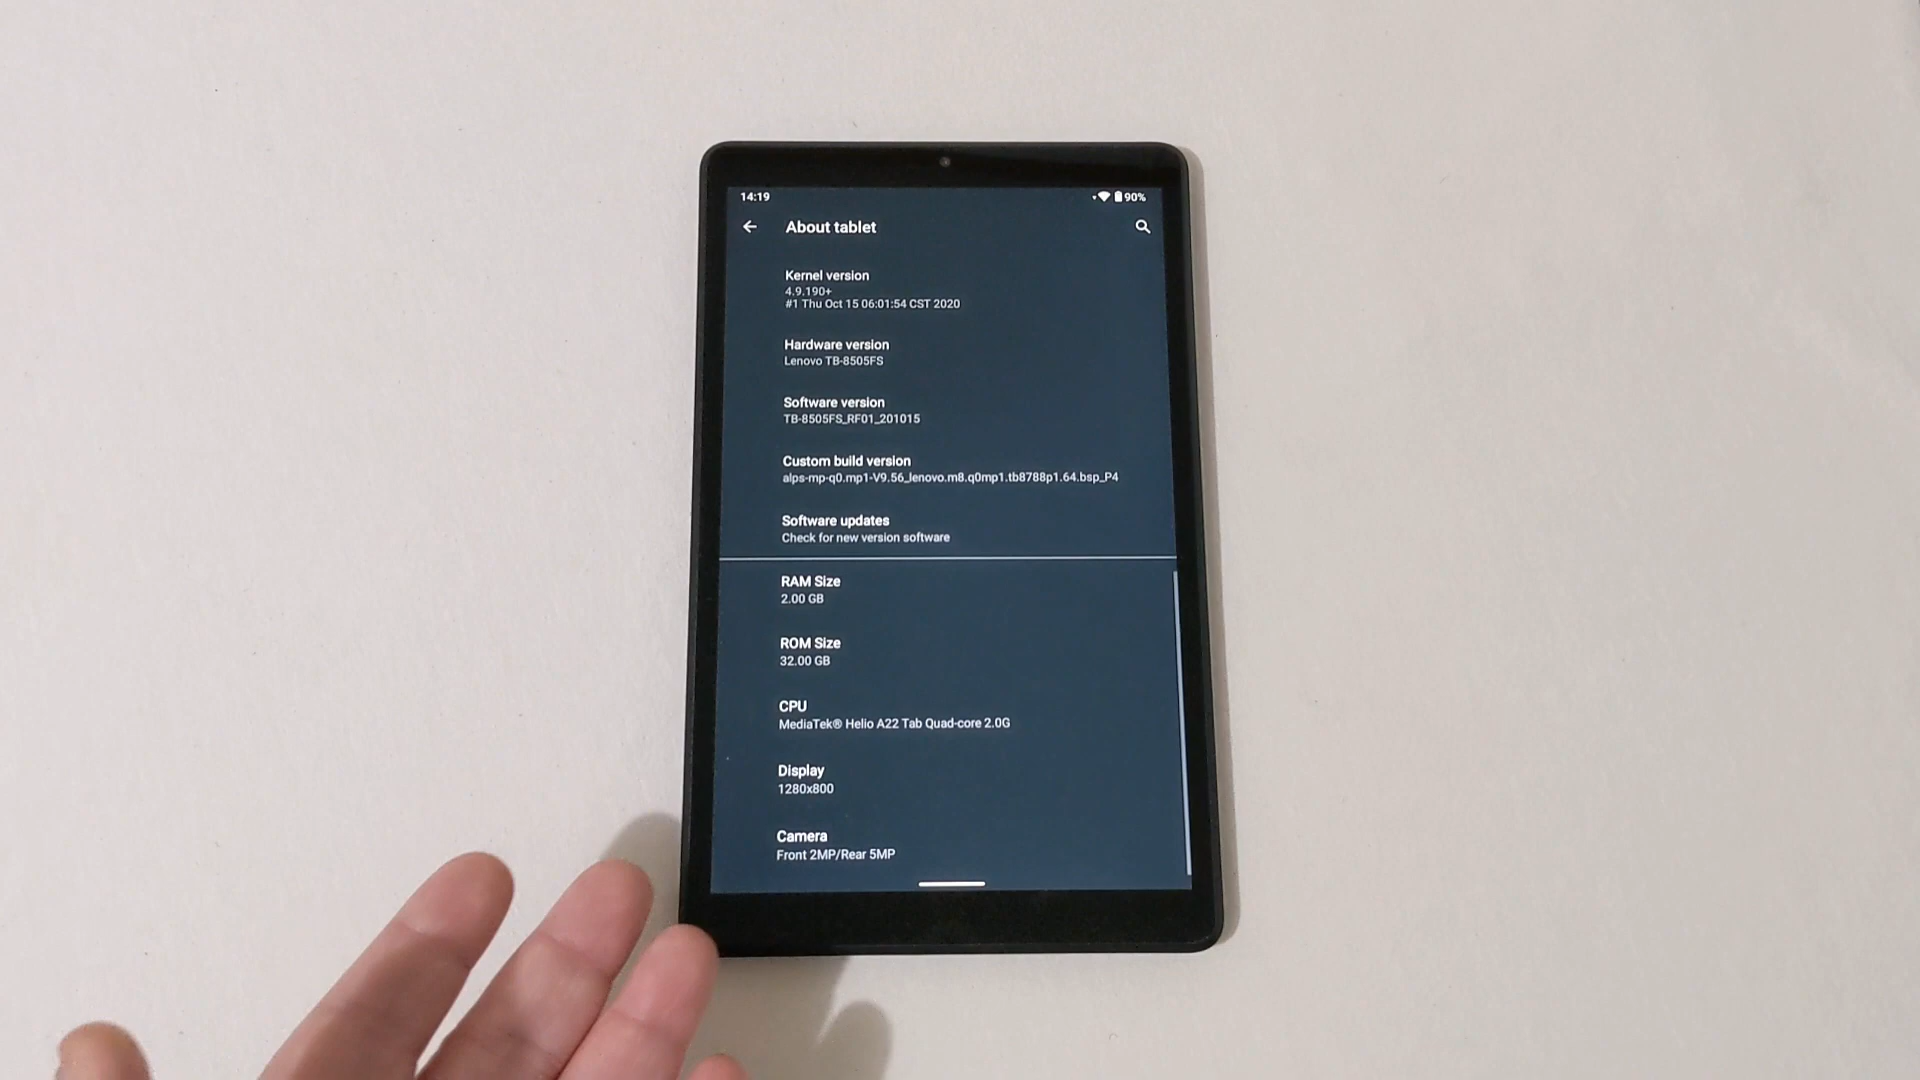 14:19
90%
About tablet
Kernel version
4.9.190+
#1 Thu Oct 15 06:01:54 CST 2020
Hardware version
Lenovo TB-8505FS
Software version
TB-8505FS_RF01_201015
Custom build version
alps-mp-q0.mp1-V9.56_lenovo.m8.q0mp1.tb8788p1.64.bsp_P4
Software updates
Check for new version software
RAM Size
2.00 GB
ROM Size
32.00 GB
CPU
MediaTek® Helio A22 Tab Quad-core 2.0G
Display
1280x800
Camera
Front 2MP/Rear 5MP